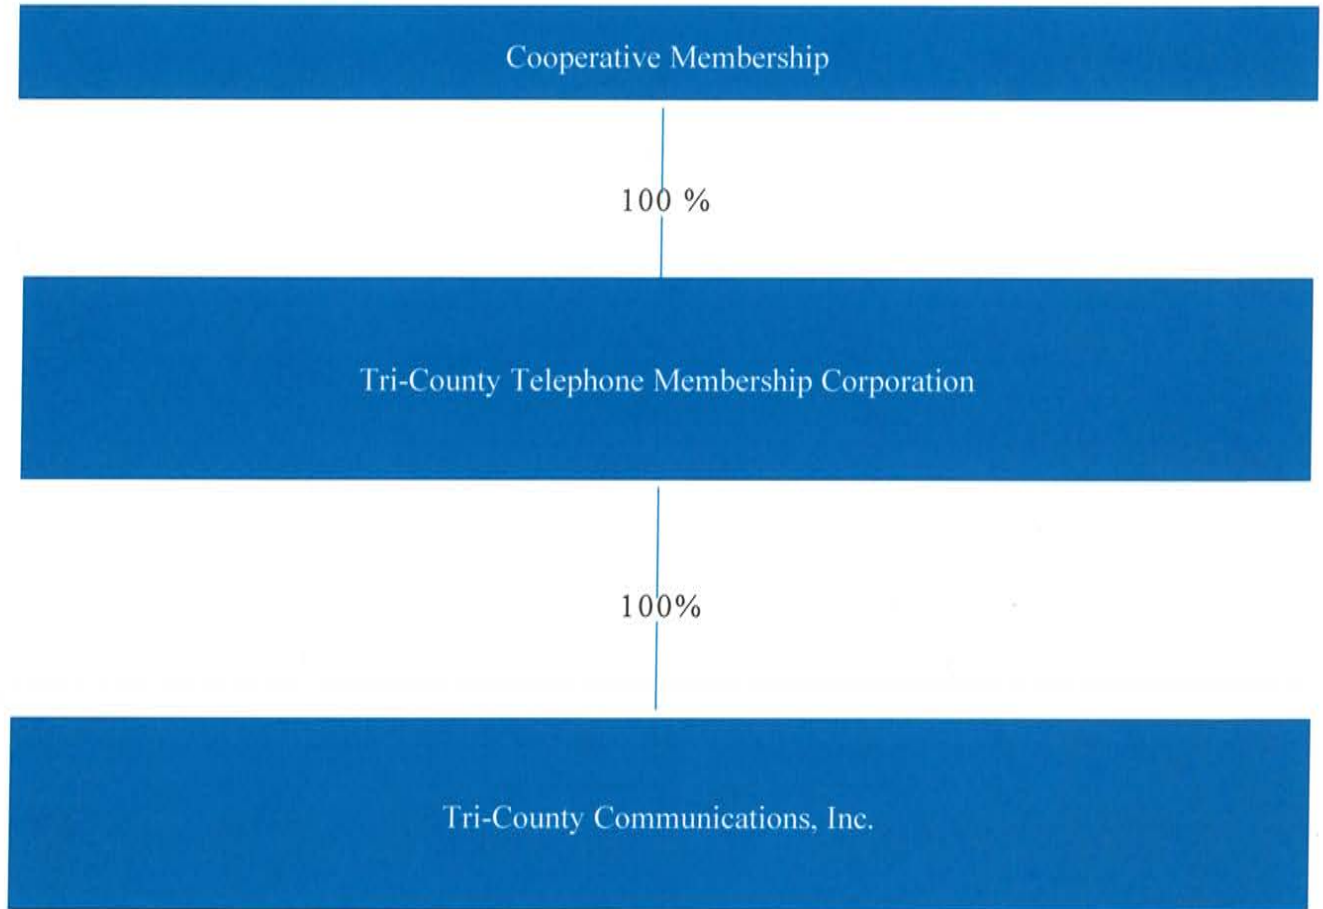 Cooperative Membership
100 %
Tri-County Telephone Membership Corporation
100%
Tri-County Communications, Inc.